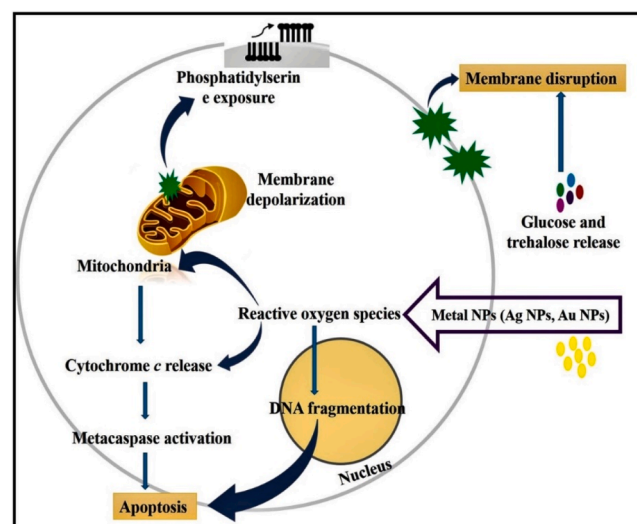 Phosphatidylserin
e exposure
Membrane disruption
Membrane
depolarization
Glucose and
trehalose release
Mitochondria
Reactive oxygen species
Metal NPs (Ag NPs, Au NPs)
Cytochrome c release
DNA fragmentation
Metacaspase activation
Nucleus
Apoptosis